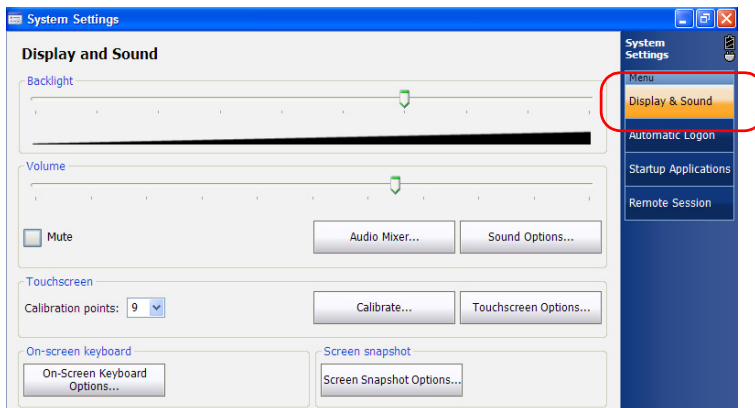 System Settings
Display and Sound
Backlight
Volume
Mute
Audio Mixer...
Sound Options...
Touchscreen
Calibration points: 9
Calibrate...
Touchscreen Options...
On-screen keyboard
On-Screen Keyboard
Options...
Screen snapshot
Screen Snapshot Options...
System
Settings
Menu
Display & Sound
Automatic Logon
Startup Applications
Remote Session